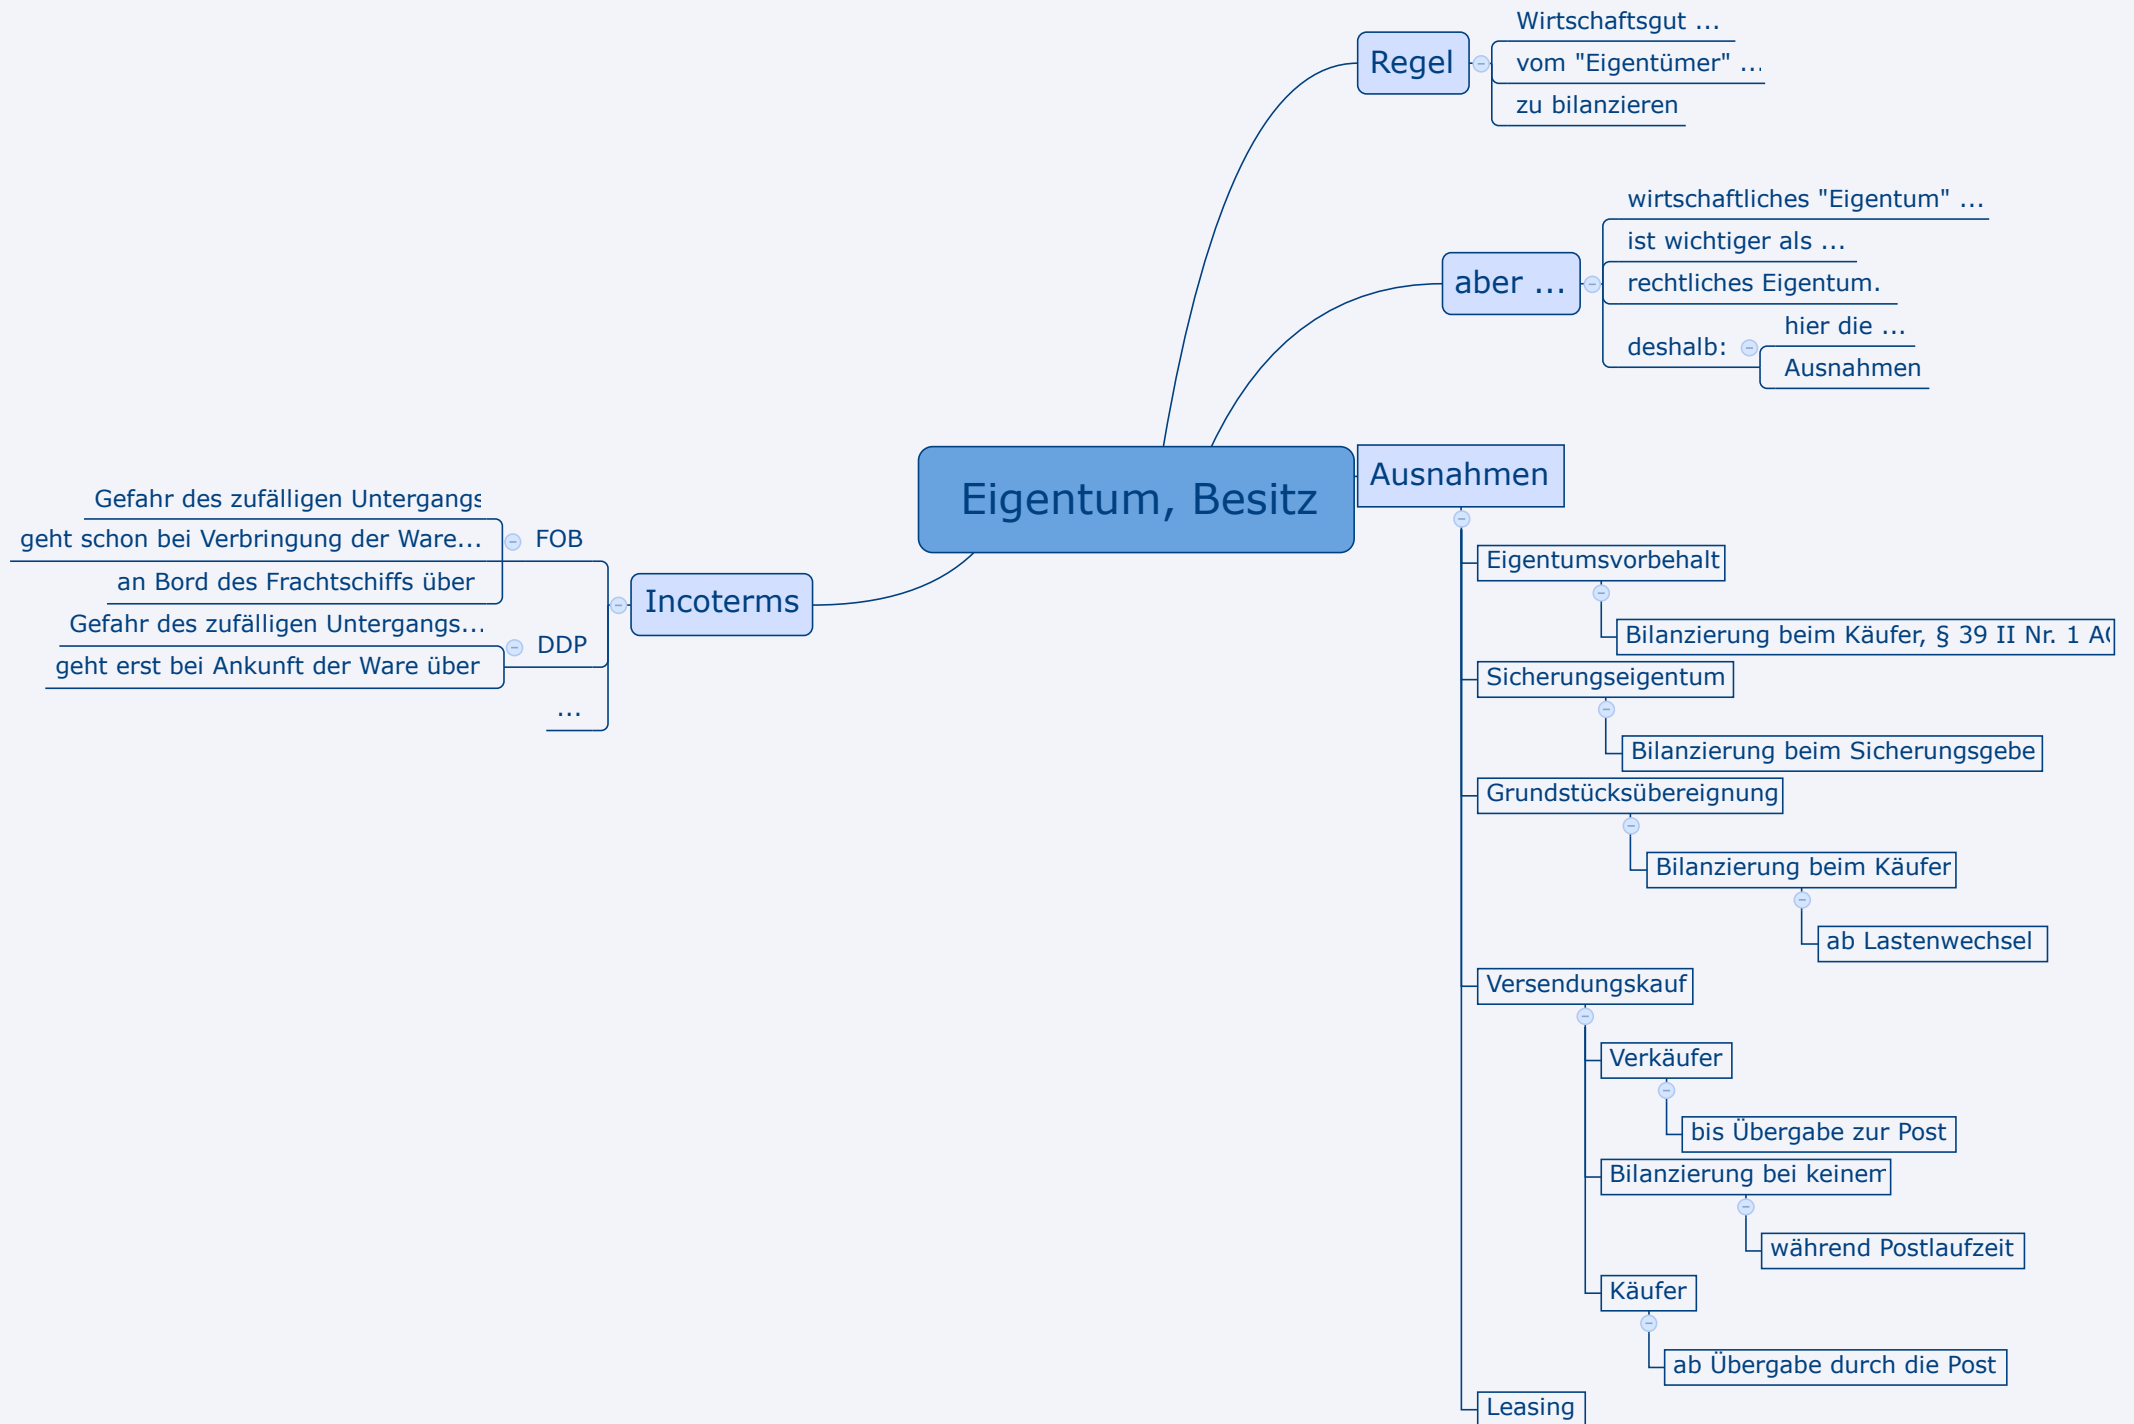 Eigentum, Besitz
Regel
Wirtschaftsgut ...
vom "Eigentümer" ...
zu bilanzieren
aber ...
wirtschaftliches "Eigentum" ...
ist wichtiger als ...
rechtliches Eigentum.
deshalb:
hier die ...
Ausnahmen
Ausnahmen
Eigentumsvorbehalt
Bilanzierung beim Käufer, § 39 II Nr. 1
Sicherungseigentum
Bilanzierung beim Sicherungsgebe
Grundstücksübereignung
Bilanzierung beim Käufer
ab Lastenwechsel
Versendungskauf
Verkäufer
bis Übergabe zur Post
Bilanzierung bei keinem
während Postlaufzeit
Käufer
ab Übergabe durch die Post
Leasing
Incoterms
FOB
Gefahr des zufälligen Untergangs
geht schon bei Verbringung der Ware...
an Bord des Frachtschiffs über
DDP
Gefahr des zufälligen Untergangs...
geht erst bei Ankunft der Ware über
...